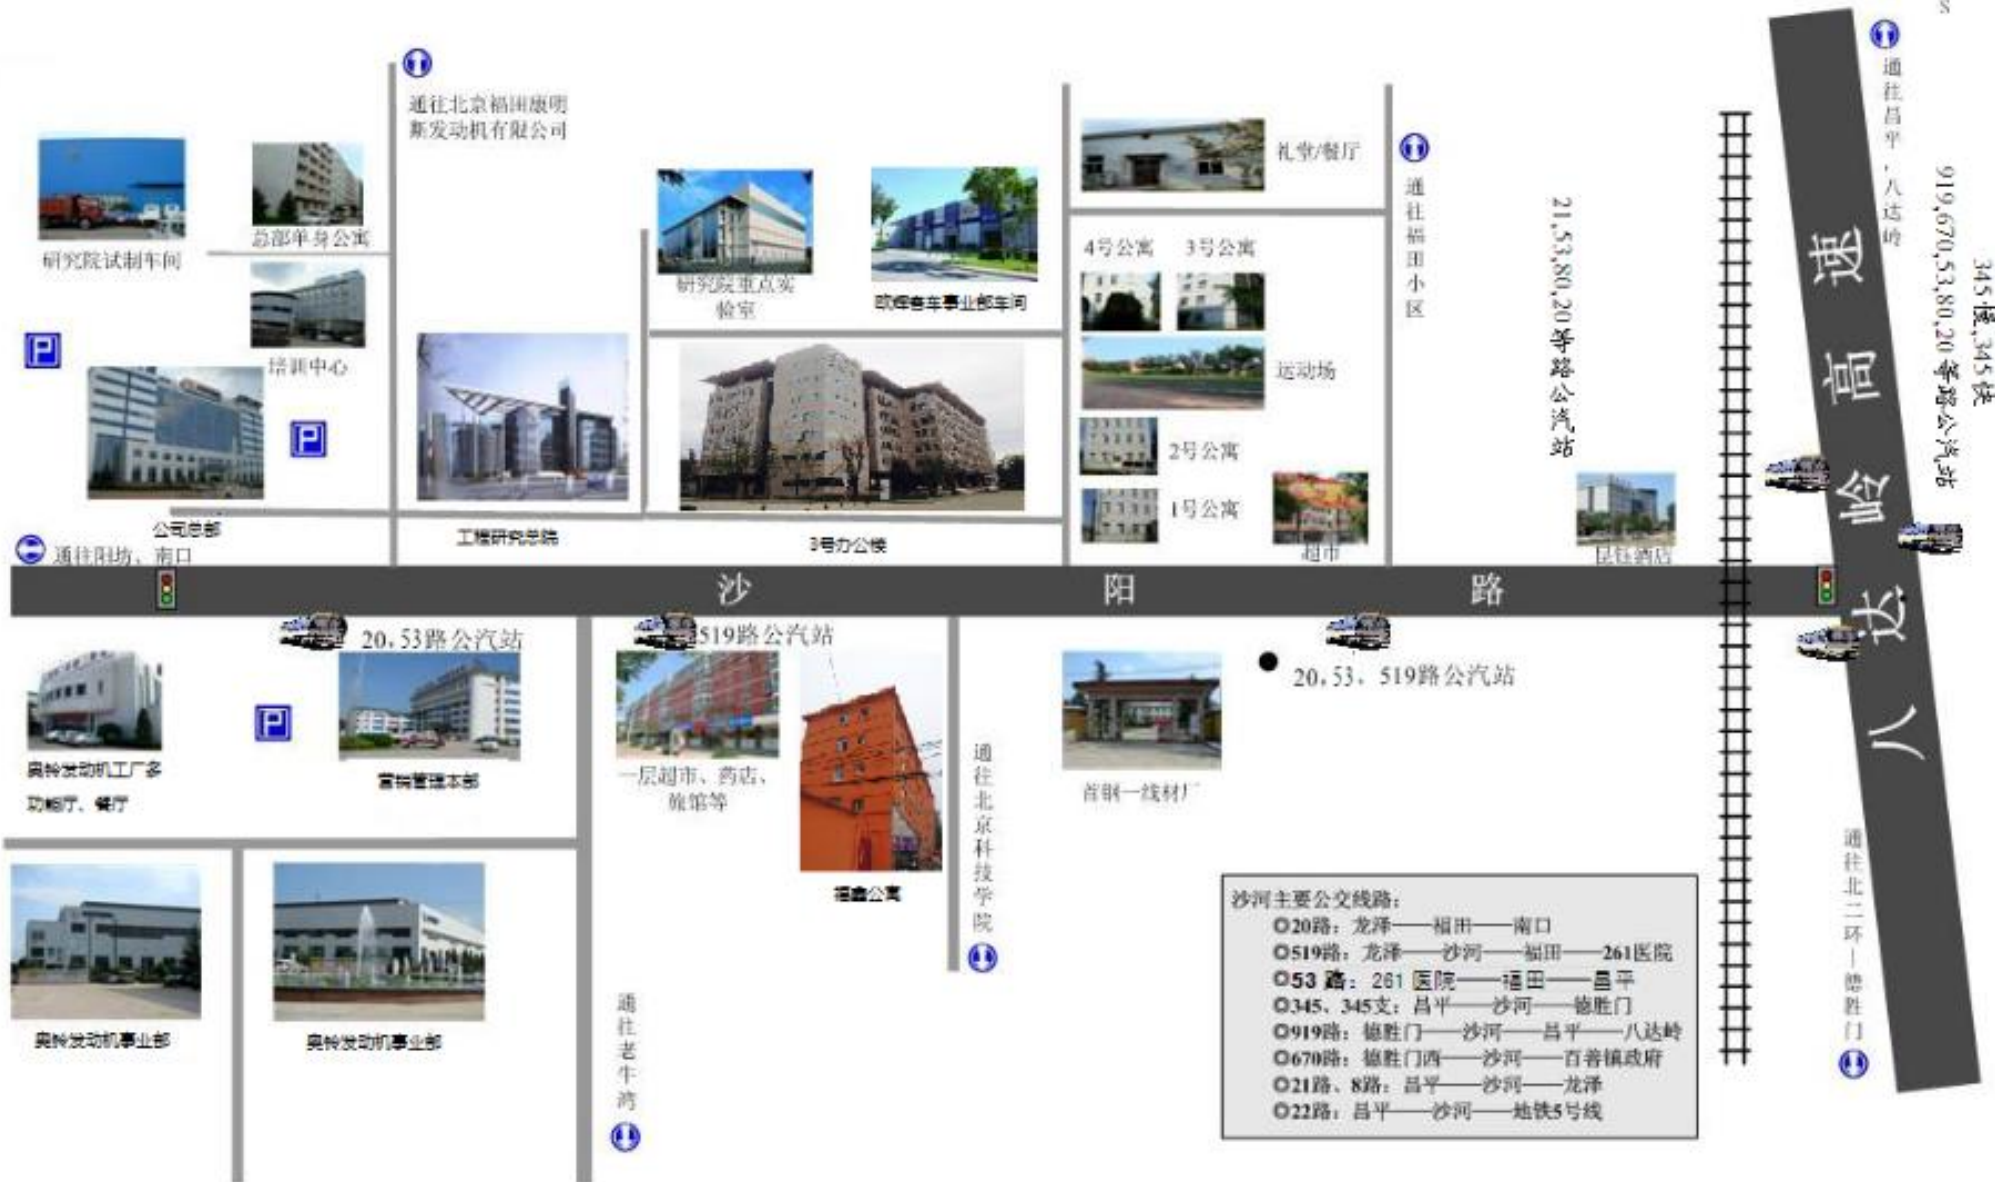 S
通往北京福田康明
斯发动机有限公司
研究院试制车间
总部单身公寓
培训中心
公司总部
通往阳坊、南口
工程研究总院
研究院重点实
验室
欧辉客车事业部车间
3号办公楼
礼堂/餐厅
4号公寓
3号公寓
运动场
2号公寓
1号公寓
超市
通往福田小区
21,53,80,20等路公汽站
昆钰酒店
通往昌平,八达岭
919,670,53,80,20等路公汽站
345慢,345快
八达岭高速
沙阳路
20,53路公汽站
519路公汽站
20,53,519路公汽站
奥铃发动机工厂多
功能厅、餐厅
P
P
P
营销管理本部
一层超市、药店、
旅馆等
福鑫公寓
通往北京科技学院
首钢一线材厂
奥铃发动机事业部
奥铃发动机事业部
通往老牛湾
通往北二环—德胜门
沙河主要公交线路:
◎20路:龙泽——福田——南口
◎519路:龙泽——沙河——福田——261医院
◎53 路:261 医院——福田——昌平
◎345、345支:昌平——沙河——德胜门
◎919路:德胜门——沙河——昌平——八达岭
◎670路:德胜门西——沙河——百善镇政府
◎21路、8路:昌平——沙河——龙泽
◎22路:昌平——沙河——地铁5号线